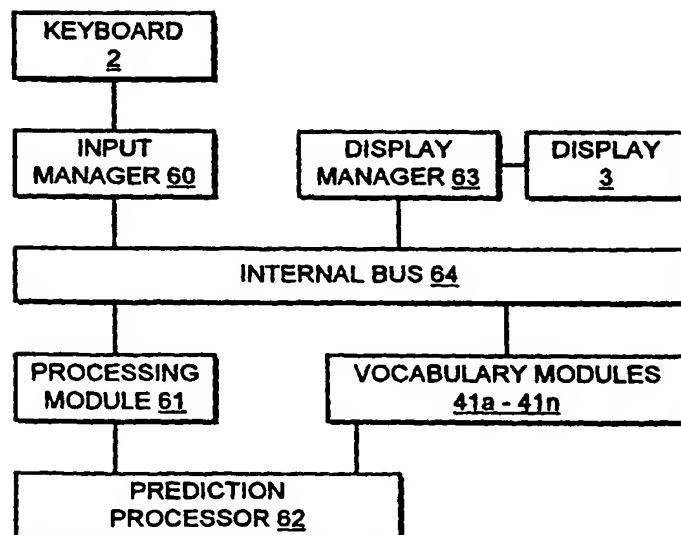 KEYBOARD
2
INPUT
MANAGER 60
DISPLAY
MANAGER 63
DISPLAY
3
INTERNAL BUS 64
PROCESSING
MODULE 61
VOCABULARY MODULES
41a - 41n
PREDICTION
PROCESSOR 62